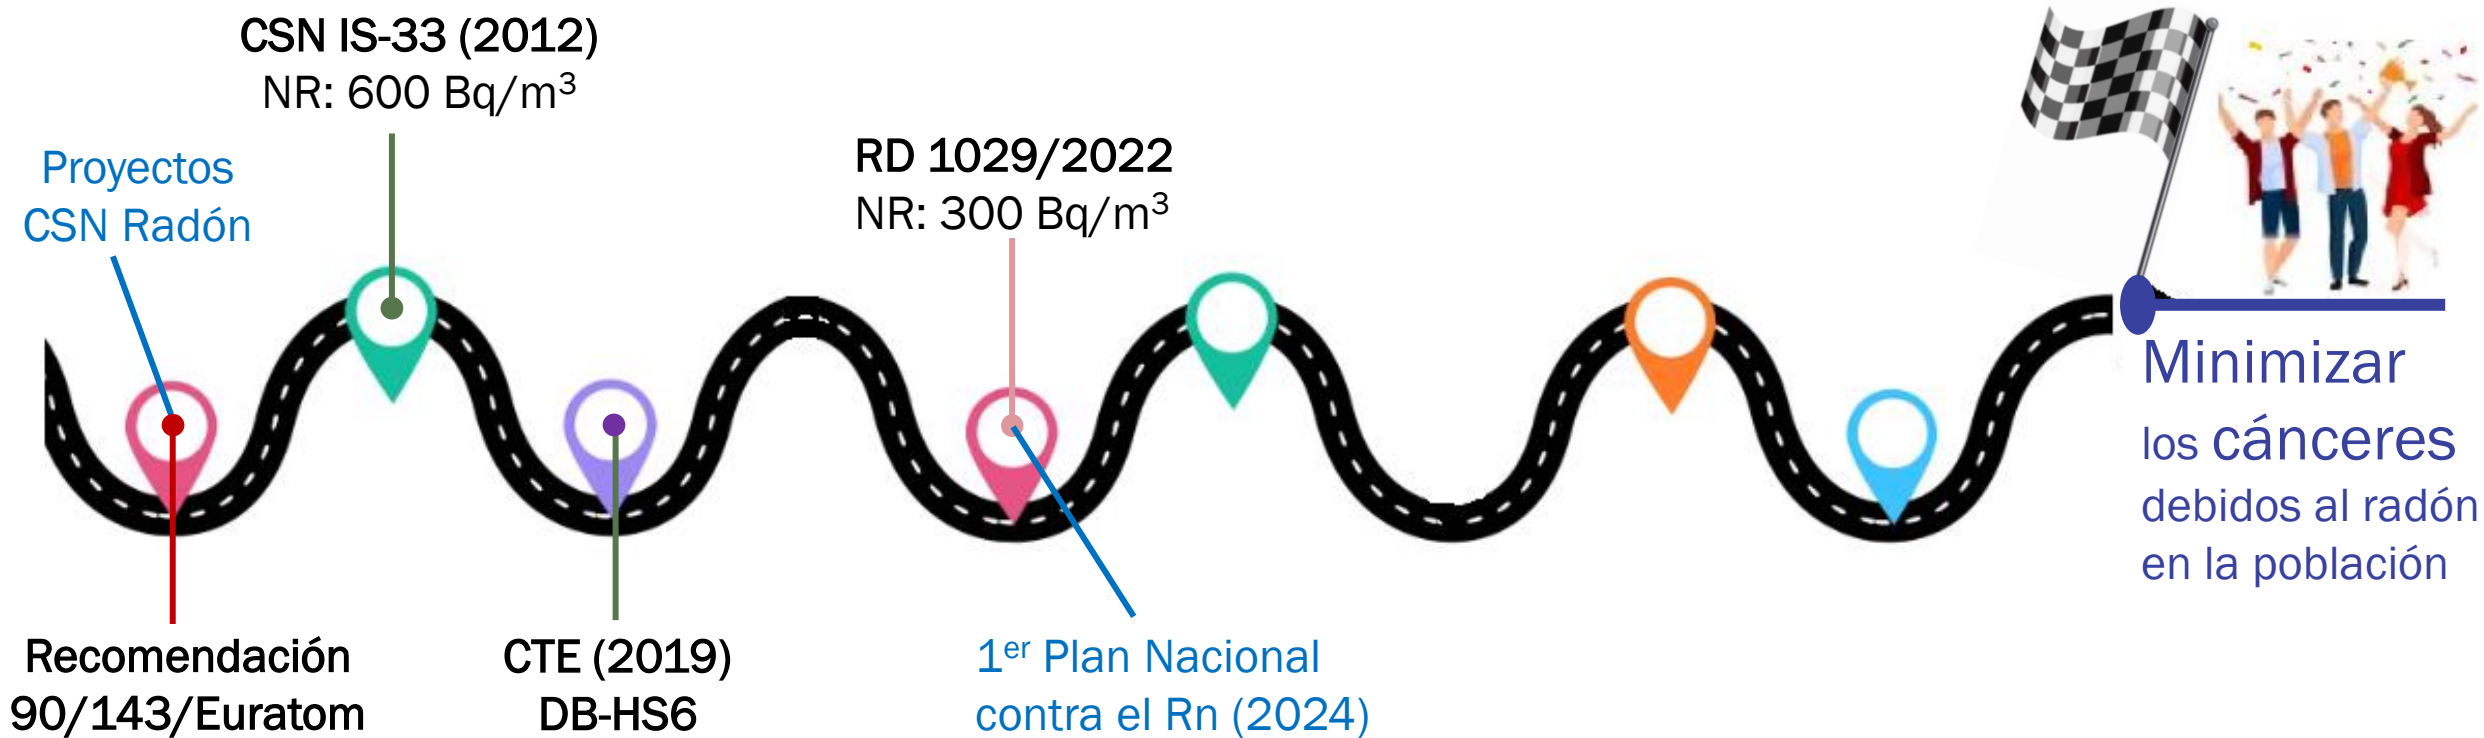 CSN IS-33 (2012)
NR: 600 Bq/m³
Proyectos
CSN Radón
RD 1029/2022
NR: 300 Bq/m³
Recomendación
90/143/Euratom
CTE (2019)
DB-HS6
1er Plan Nacional
contra el Rn (2024)
Minimizar
los cánceres
debidos al radón
en la población